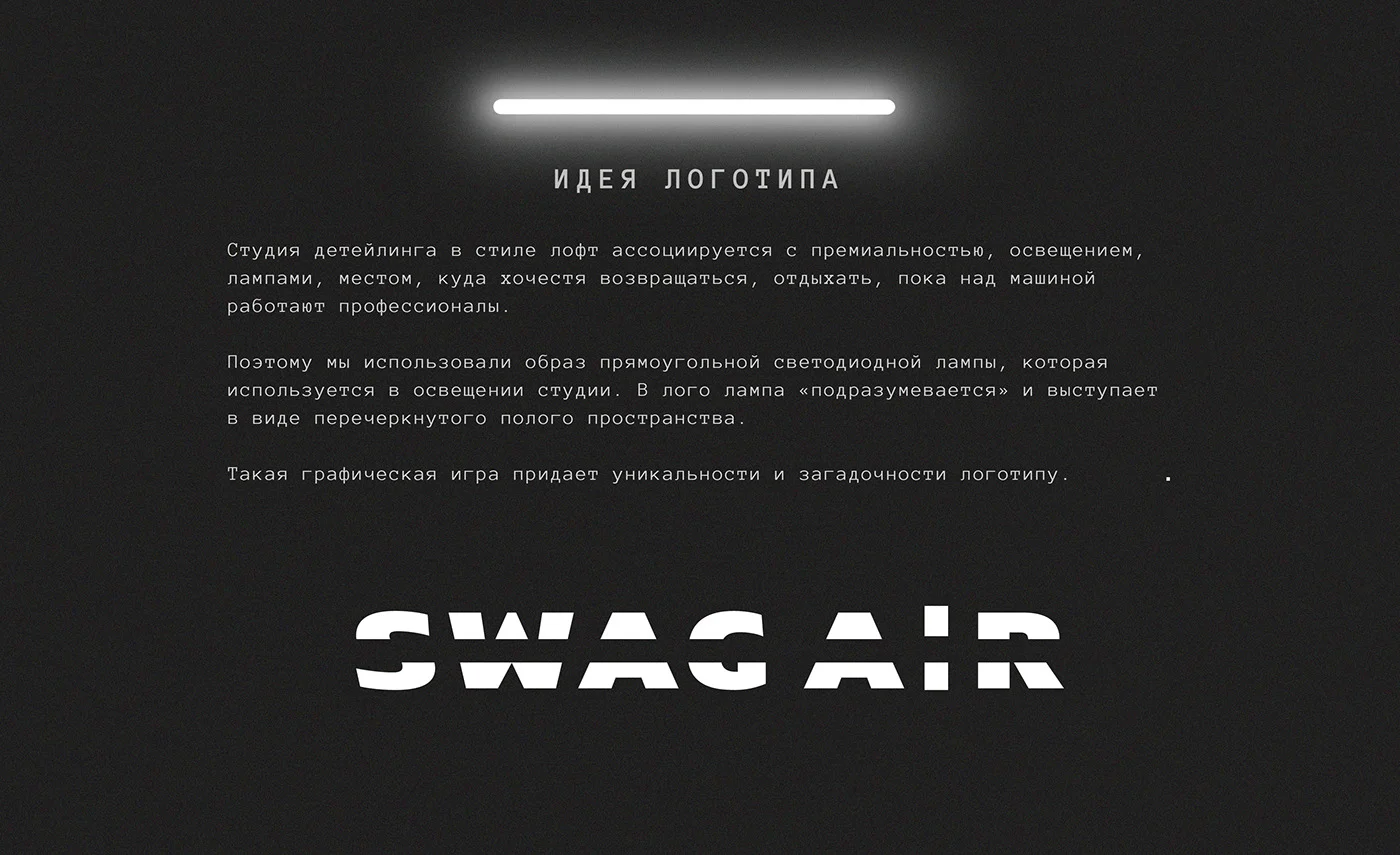 ИДЕЯ ЛОГОТИПА
Студия детейлинга в стиле лофт ассоциируется с премиальностью, освещением,
лампами, местом, куда хочестя возвращаться, отдыхать, пока над машиной
работают профессионалы.
Поэтому мы использовали образ прямоугольной светодиодной лампы, которая
используется в освещении студии. В лого лампа «подразумевается» и выступает
в виде перечеркнутого полого пространства.
Такая графическая игра придает уникальности и загадочности логотипу. .
SWAG AIR